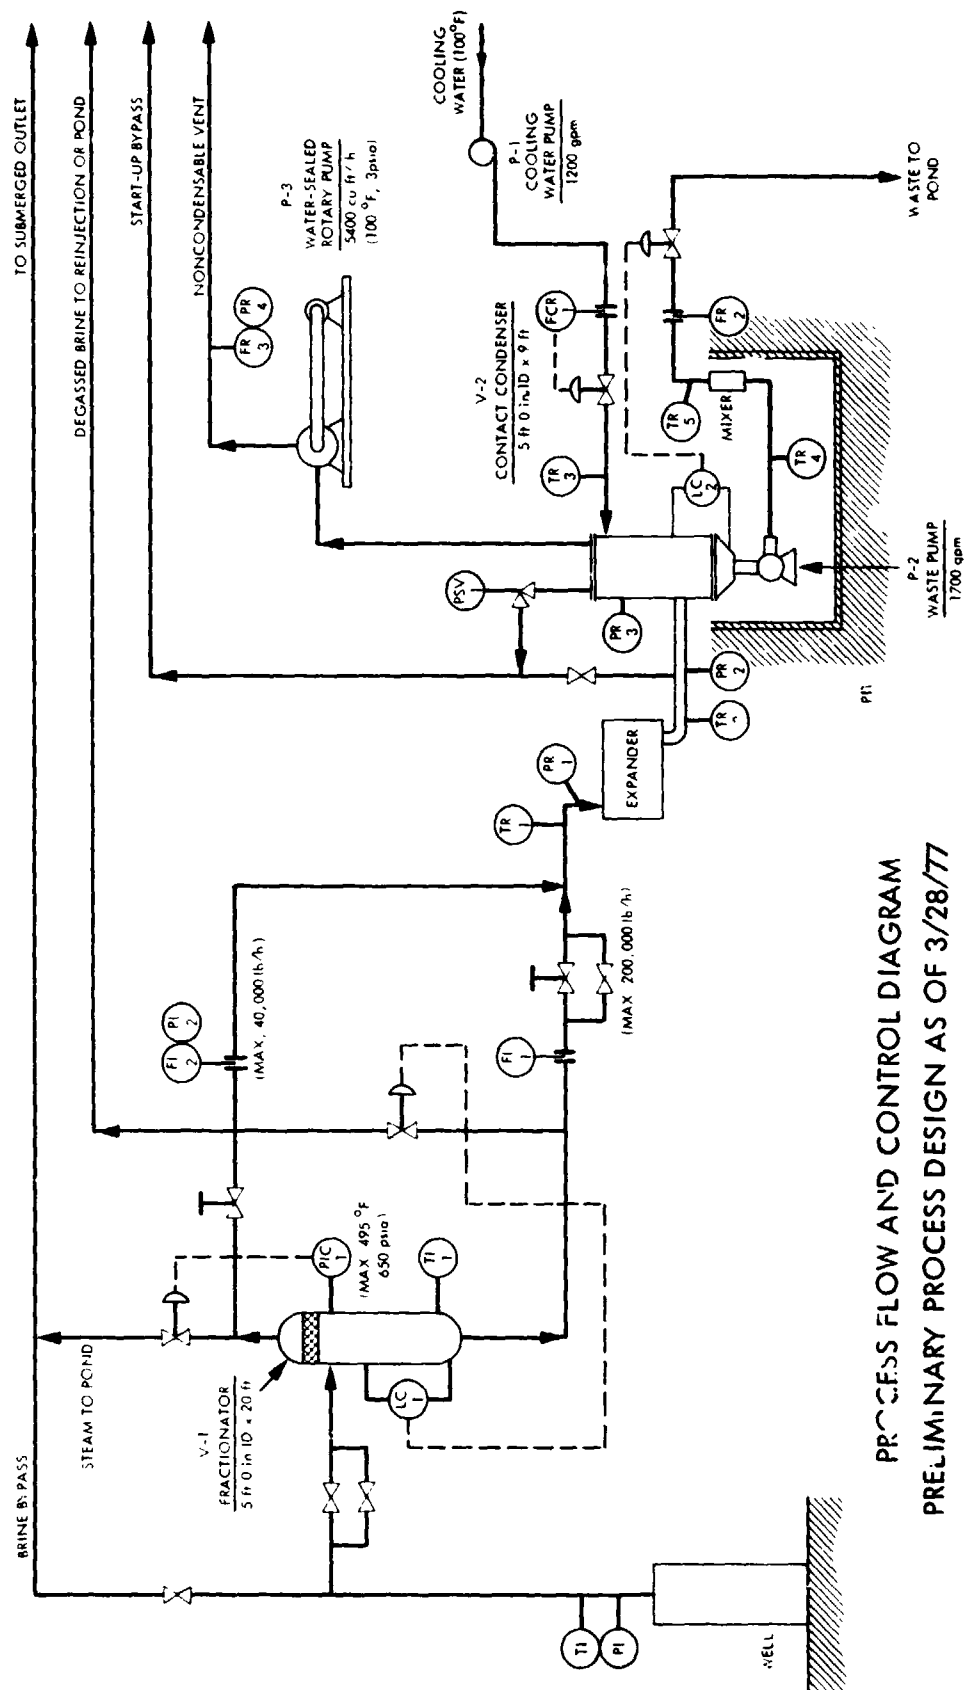 BRINE BYPASS
TO SUBMERGED OUTLET
STEAM TO POND
DEGASSED BRINE TO REINJECTION OR POND
START-UP BYPASS
NONCONDENSABLE VENT
FR
3
PR
4
P-3
WATER-SEALED
ROTARY PUMP
5400 cu ft/h
(100 °F, 3psia)
COOLING
WATER (100°F)
P-1
COOLING
WATER PUMP
1200 gpm
V-2
CONTACT CONDENSER
5 ft 0 in ID x 9 ft
FCR
1
TR
3
PSV
PR
3
LC
2
TR
5
MIXER
TR
4
FR
2
WASTE TO
POND
P-2
WASTE PUMP
1700 gpm
PIT
PR
2
TR
EXPANDER
PR
1
TR
1
FI
2
PI
2
(MAX. 40,000 lb/h)
FI
1
(MAX 200,000 lb/h)
V-1
FRACTIONATOR
5 ft 0 in ID x 20 ft
PIC
1
(MAX 495 °F
650 psia)
TI
1
LC
1
TI
PI
WELL
PROCESS FLOW AND CONTROL DIAGRAM
PRELIMINARY PROCESS DESIGN AS OF 3/28/77